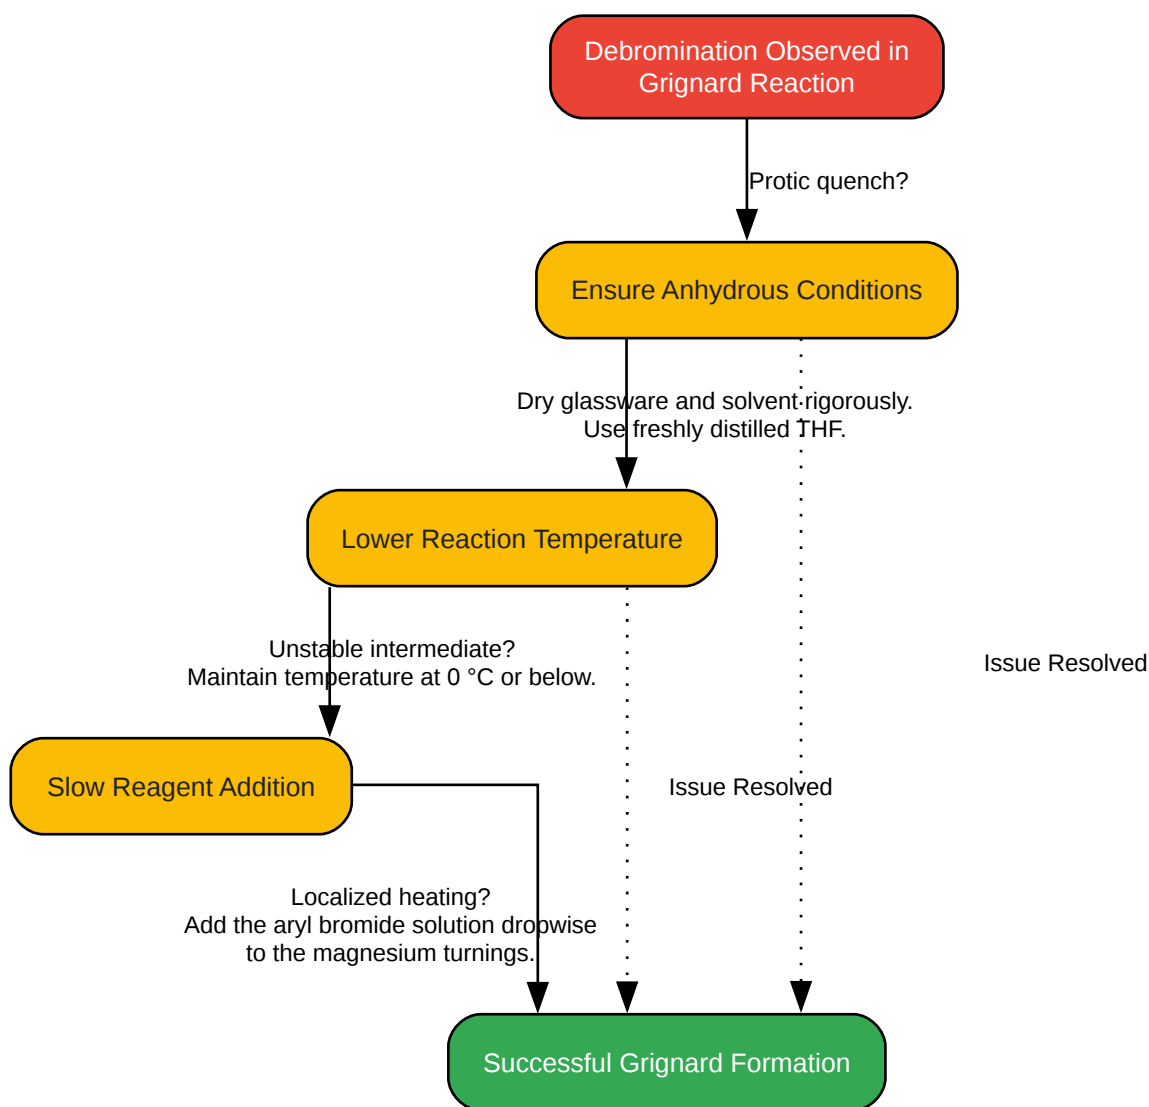 Debromination Observed in
Grignard Reaction
Protic quench?
Ensure Anhydrous Conditions
Dry glassware and solvent rigorously.
Use freshly distilled THF.
Lower Reaction Temperature
Unstable intermediate?
Maintain temperature at 0 °C or below.
Issue Resolved
Slow Reagent Addition
Issue Resolved
Localized heating?
Add the aryl bromide solution dropwise
to the magnesium turnings.
Successful Grignard Formation